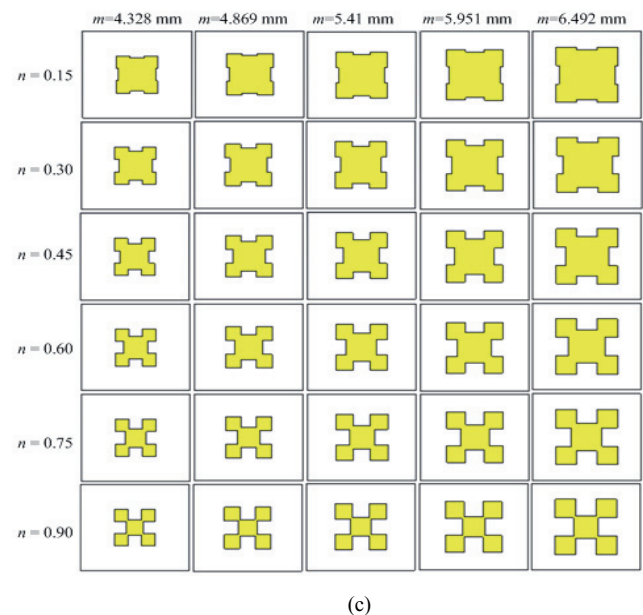 m=4.328 mm m=4.869 mm m=5.41 mm m=5.951 mm m=6.492 mm
n = 0.15
n = 0.30
n = 0.45
n = 0.60
n = 0.75
n = 0.90
(c)